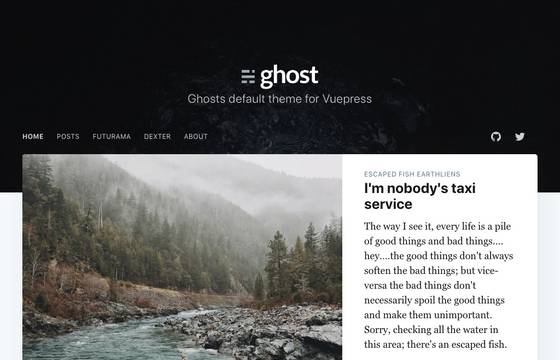 ghost
Ghosts default theme for Vuepress
HOME POSTS FUTURAMA DEXTER ABOUT
ESCAPED FISH EARTHLIENS
I'm nobody's taxi
service
The way I see it, every life is a pile
of good things and bad things....
hey....the good things don't always
soften the bad things; but vice-
versa the bad things don't
necessarily spoil the good things
and make them unimportant.
Sorry, checking all the water in
this area; there's an escaped fish.